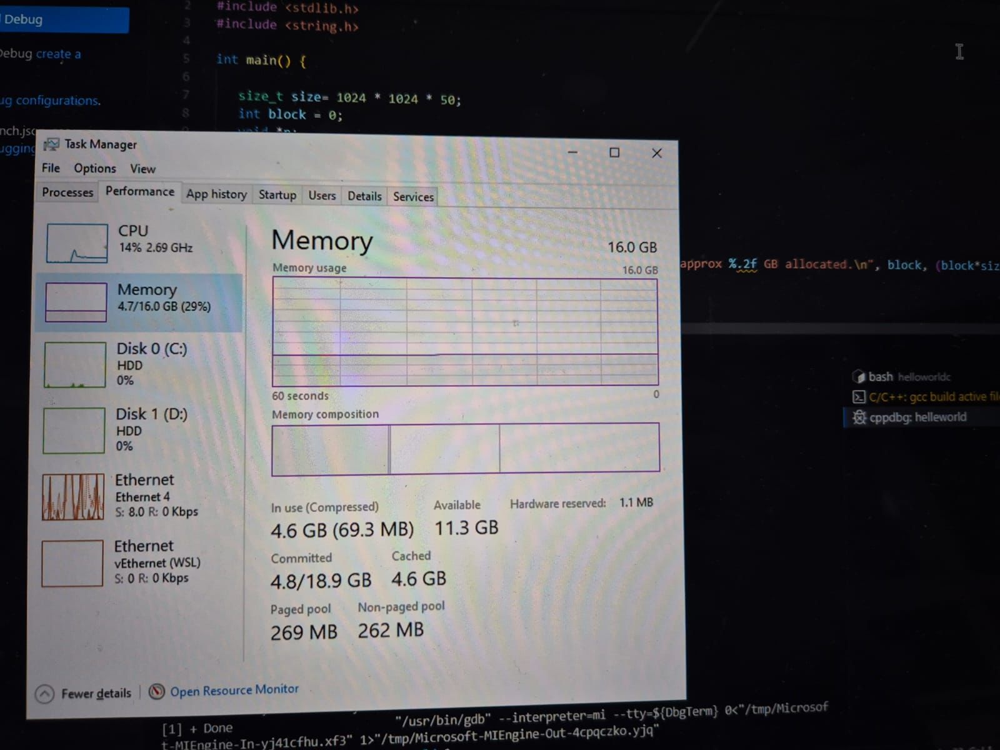 Debug
Debug create a
ug configurations.
nch.jsc
ugging
2 #include <stdlib.h>
3 #include <string.h>
4
5 int main() {
6
7 size_t size= 1024 * 1024 * 50;
8 int block = 0;
void *p;
approx %.2f GB allocated.\n", block, (block*siz
Task Manager
File Options View
Processes Performance App history Startup Users Details Services
CPU
14% 2.69 GHz
Memory
4.7/16.0 GB (29%)
Disk 0 (C:)
HDD
0%
Disk 1 (D:)
HDD
0%
Ethernet
Ethernet 4
S: 8.0 R: 0 Kbps
Ethernet
vEthernet (WSL)
S: 0 R: 0 Kbps
Memory 16.0 GB
Memory usage 16.0 GB
60 seconds 0
Memory composition
In use (Compressed) Available Hardware reserved: 1.1 MB
4.6 GB (69.3 MB) 11.3 GB
Committed Cached
4.8/18.9 GB 4.6 GB
Paged pool Non-paged pool
269 MB 262 MB
Fewer details Open Resource Monitor
bash helloworldc
C/C++: gcc build active fil
cppdbg: helleworld
[1] + Done "/usr/bin/gdb" --interpreter=mi --tty=${DbgTerm} 0<"/tmp/Microsof
t-MIEngine-In-yj41cfhu.xf3" 1>"/tmp/Microsoft-MIEngine-Out-4cpqczko.yjq"